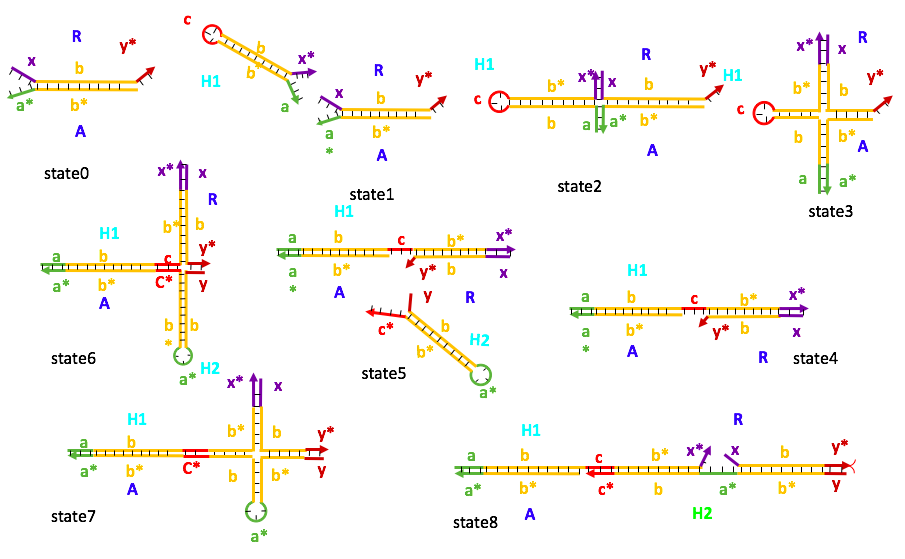 R
x b y*
a* b*
A
state0
c
b x*
b*
H1
a
R
x b y*
a b*
*
A
state1
H1
R
b* x* x b y*
c
b a a* b*
A
state2
H1
x* x
R
b* b y*
c
b b*
A
a a*
state3
x* x
R
H1
b* b
a b c y*
a* b* C* y
A
b b
*
state6
H2
a*
H1
a b c b* x*
a b* y* b x
*
A
R
y
c*
b H2
b*
state5
a*
H1
a b c b* x*
a b* y* b x
*
A
R
state4
x* x
R
H1
a b b* b y*
a* b* C* b b* y
A
state7
a*
R
H1
a b c b* x* x b y*
a* b* c* b a* b* y
A
H2
state8